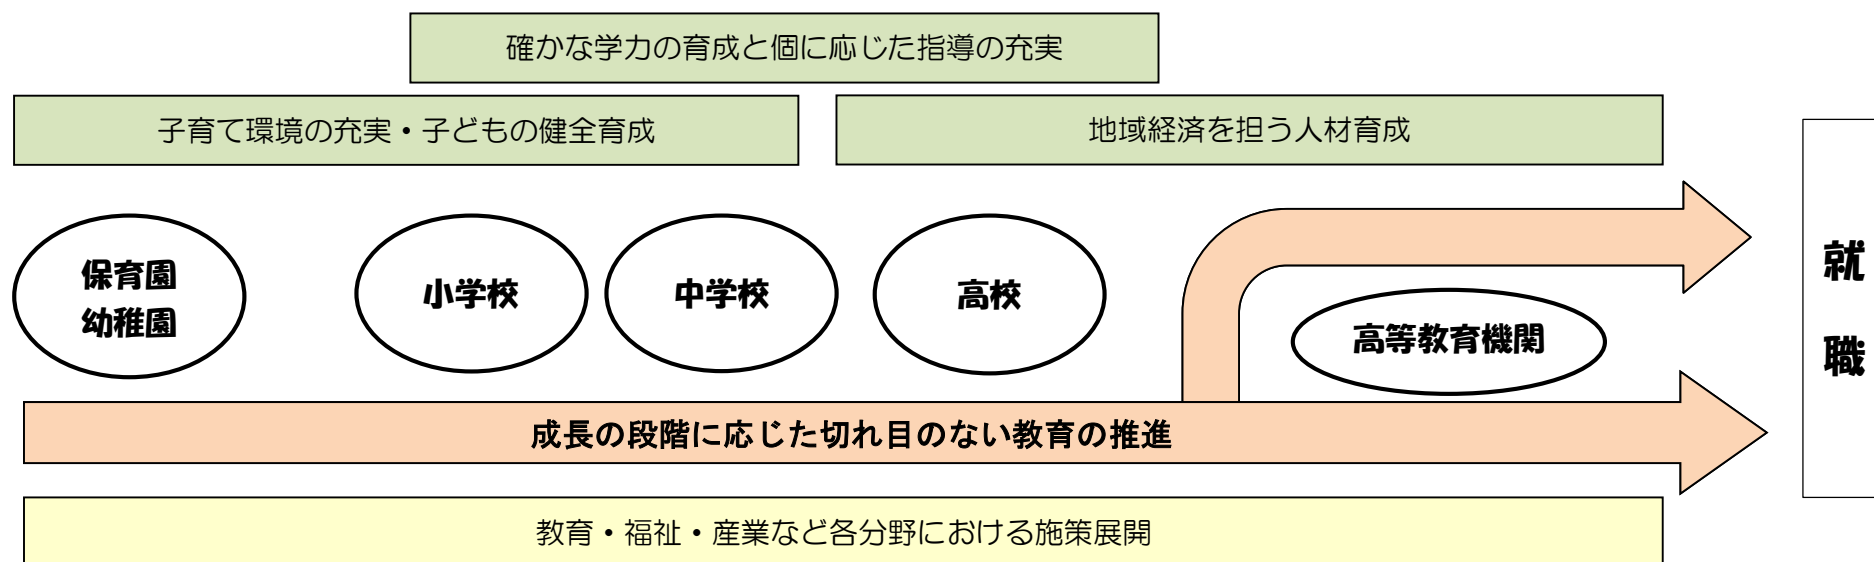 確かな学力の育成と個に応じた指導の充実
子育て環境の充実・子どもの健全育成
地域経済を担う人材育成
保育園
幼稚園
小学校
中学校
高校
高等教育機関
就
職
成長の段階に応じた切れ目のない教育の推進
教育・福祉・産業など各分野における施策展開